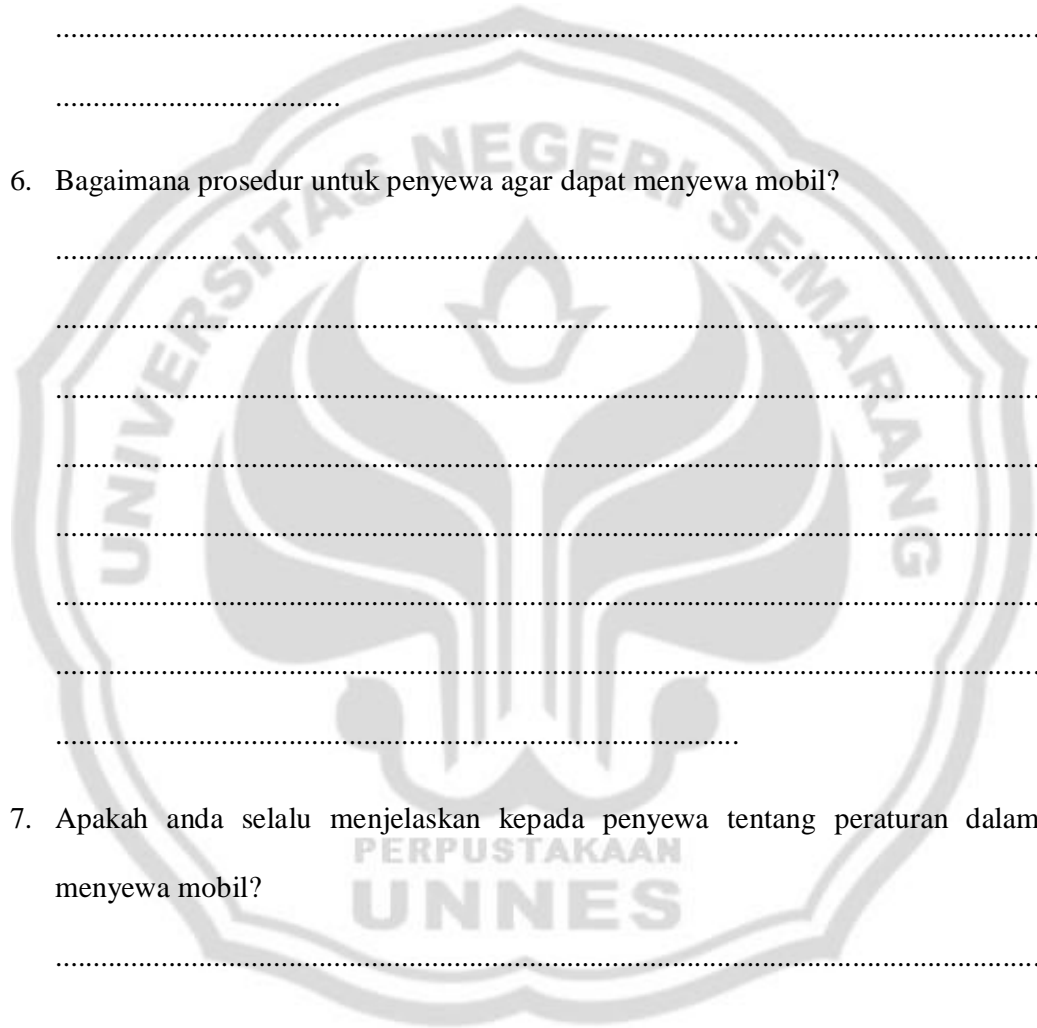 ................................................................................................................................
.....................................
6. Bagaimana prosedur untuk penyewa agar dapat menyewa mobil?
................................................................................................................................
................................................................................................................................
................................................................................................................................
................................................................................................................................
................................................................................................................................
................................................................................................................................
................................................................................................................................
.........................................................................................
7. Apakah anda selalu menjelaskan kepada penyewa tentang peraturan dalam
menyewa mobil?
................................................................................................................................
UNIVERSITAS NEGERI SEMARANG
PERPUSTAKAAN
UNNES